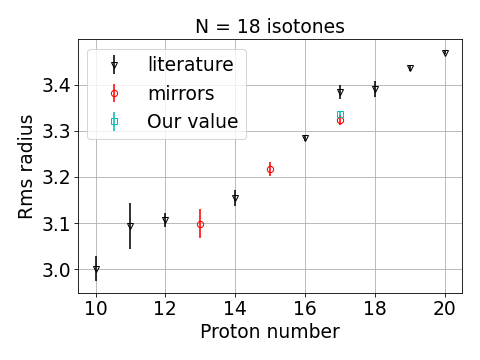 N = 18 isotones
literature
mirrors
Our value
Rms radius
3.4
3.3
3.2
3.1
3.0
10 12 14 16 18 20
Proton number